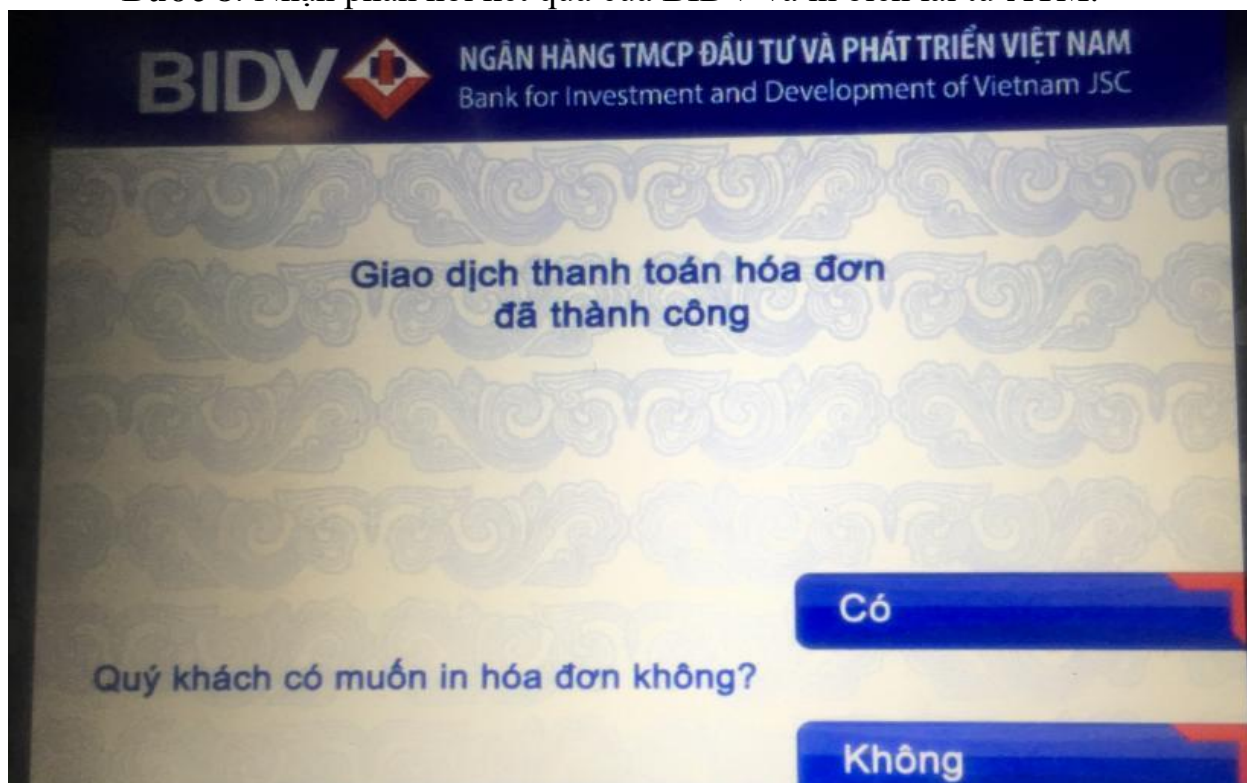 BIDV
NGÂN HÀNG TMCP ĐẦU TƯ VÀ PHÁT TRIỂN VIỆT NAM
Bank for Investment and Development of Vietnam JSC
Giao dịch thanh toán hóa đơn
đã thành công
Có
Quý khách có muốn in hóa đơn không?
Không